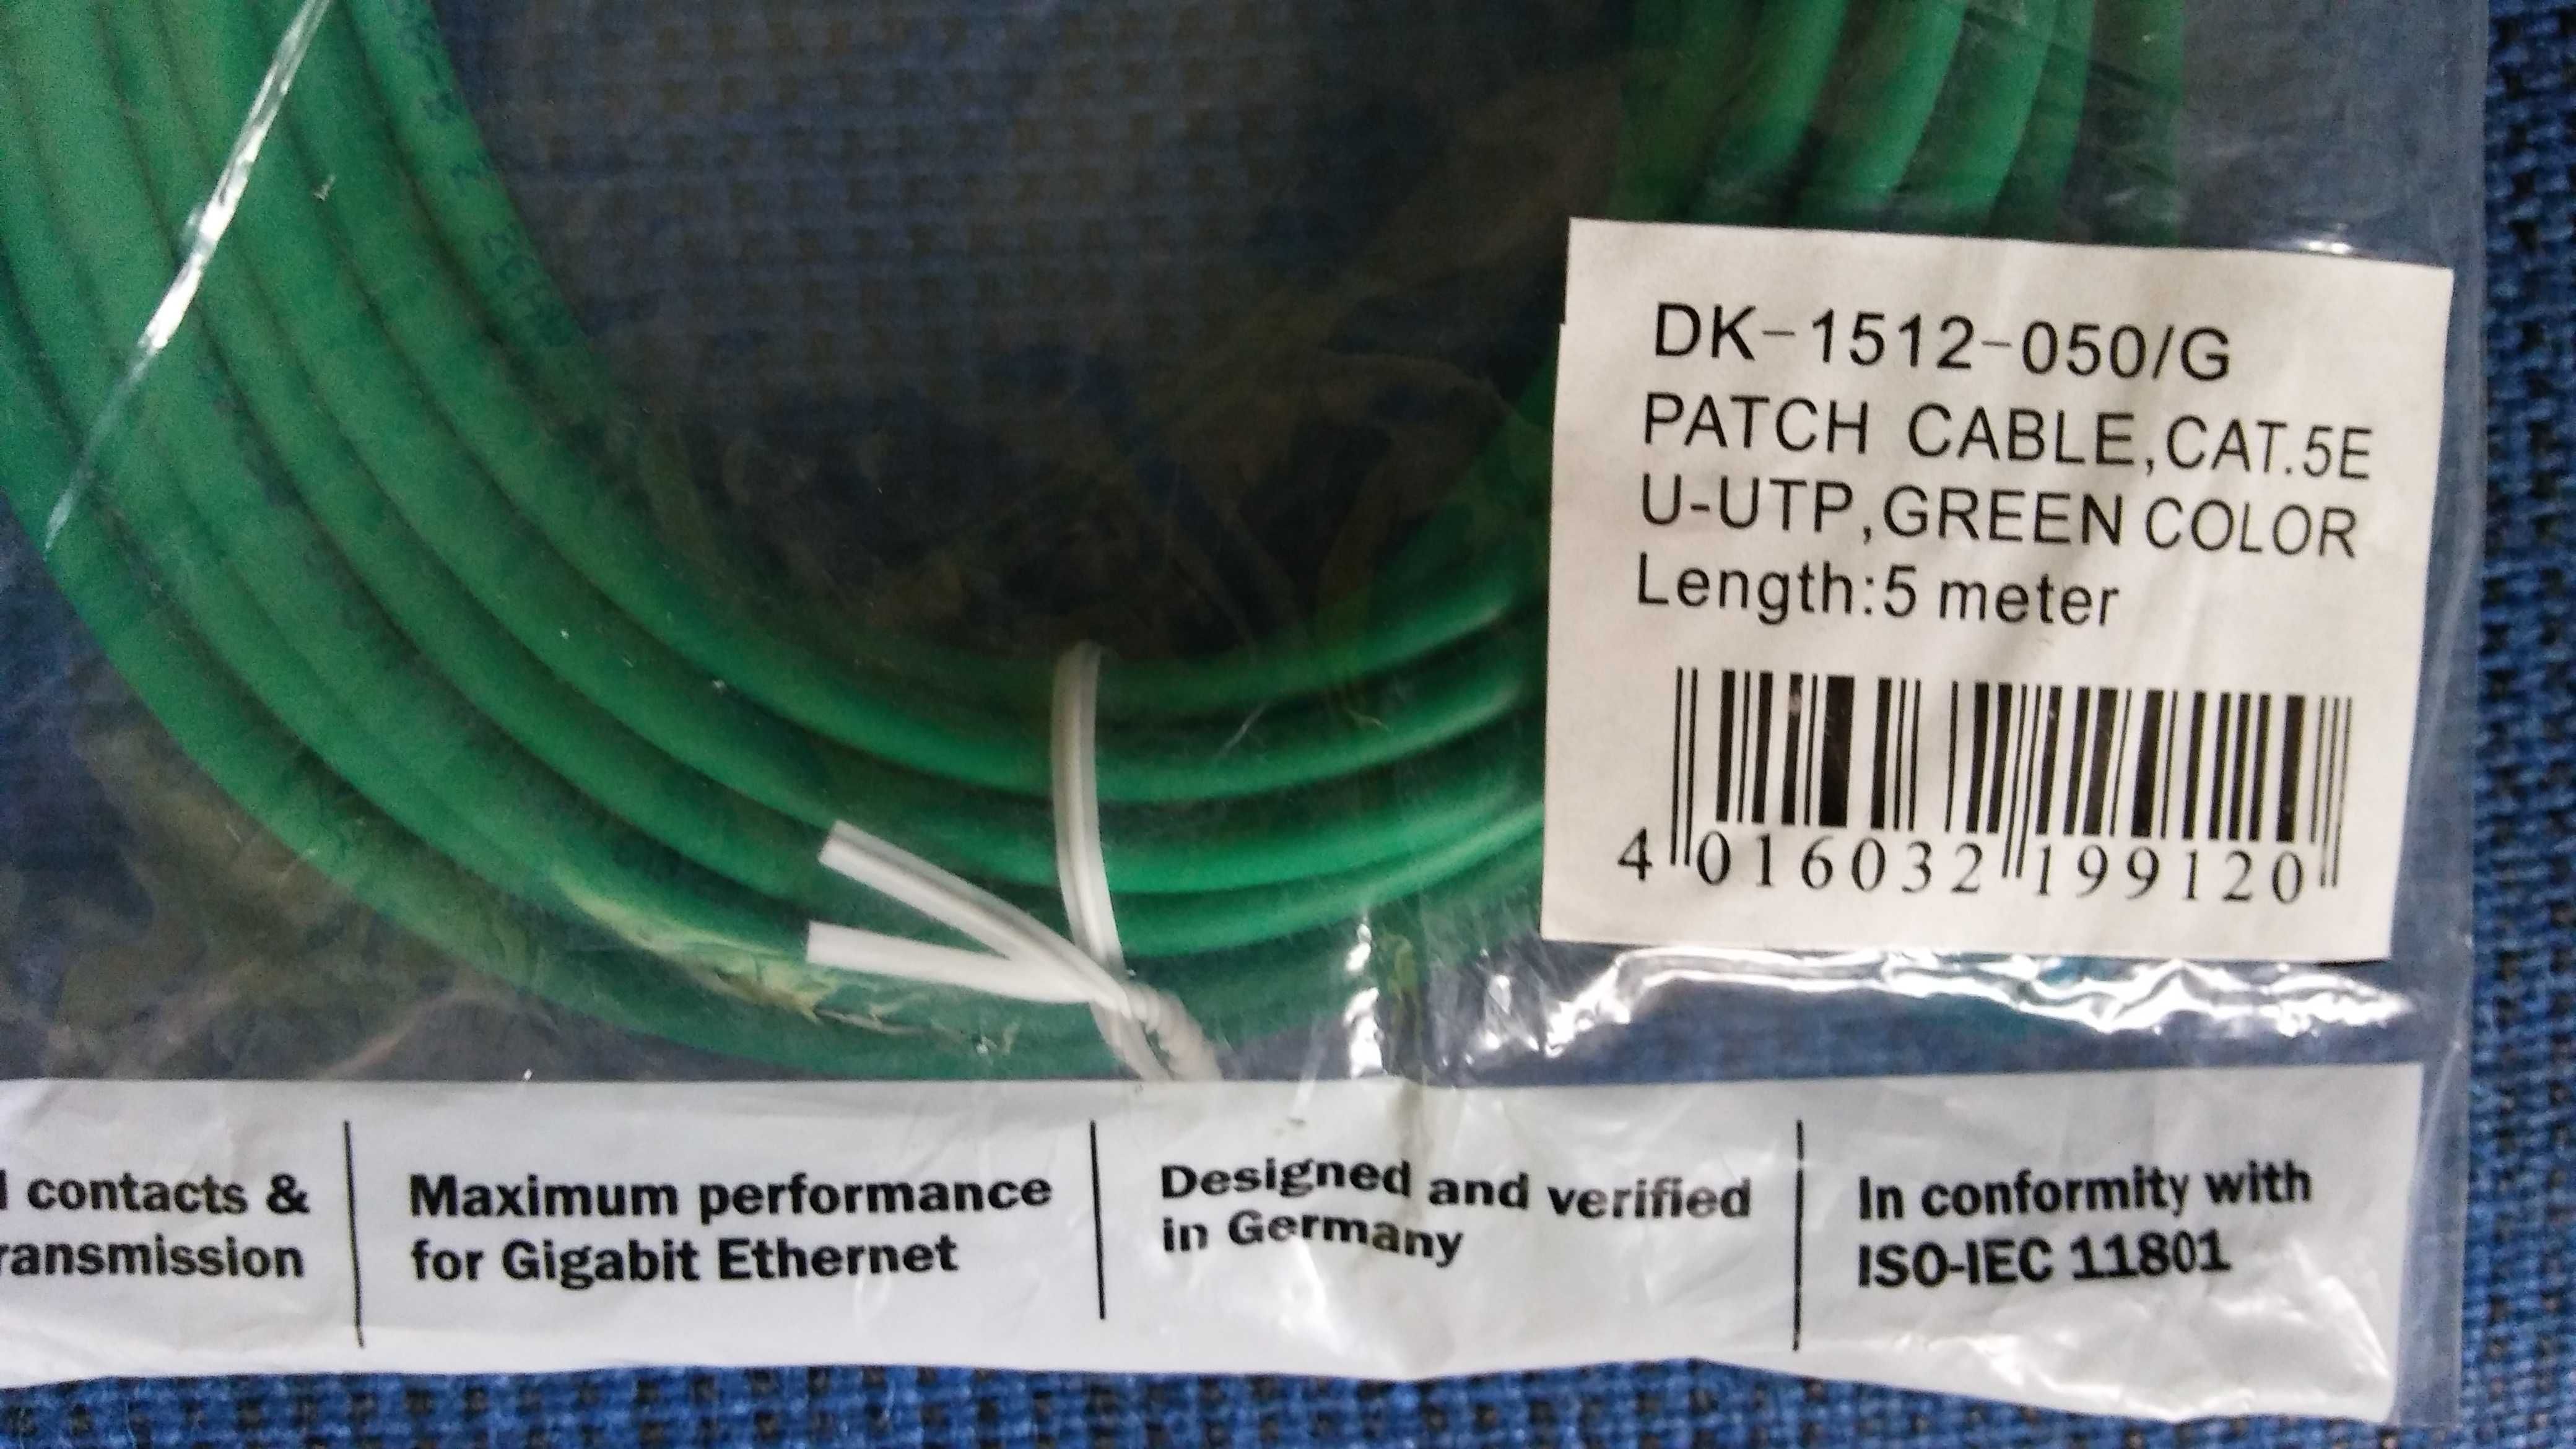 DK-1512-050/G
PATCH CABLE,CAT.5E
U-UTP,GREEN COLOR
Length:5 meter
4 016032 199120
contacts &
ransmission
Maximum performance
for Gigabit Ethernet
Designed and verified
in Germany
In conformity with
ISO-IEC 11801